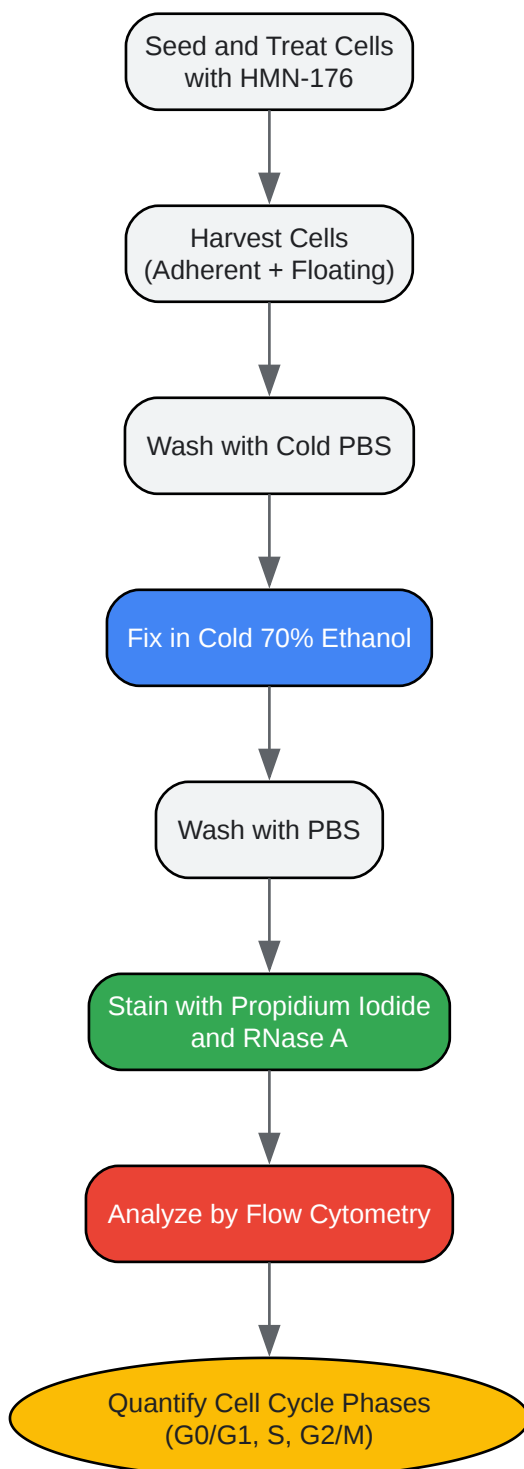 Seed and Treat Cells
with HMN-176
Harvest Cells
(Adherent + Floating)
Wash with Cold PBS
Fix in Cold 70% Ethanol
Wash with PBS
Stain with Propidium Iodide
and RNase A
Analyze by Flow Cytometry
Quantify Cell Cycle Phases
(G0/G1, S, G2/M)